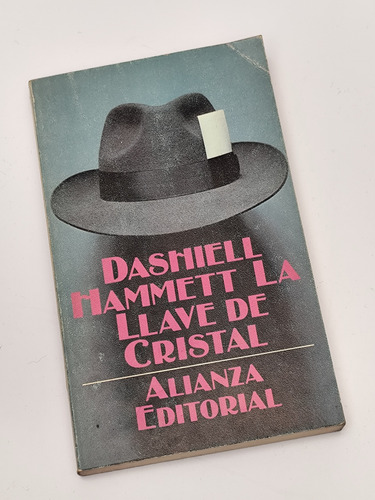 DASHIELL
HAMMETT LA
LLAVE DE
CRISTAL
ALIANZA
EDITORIAL